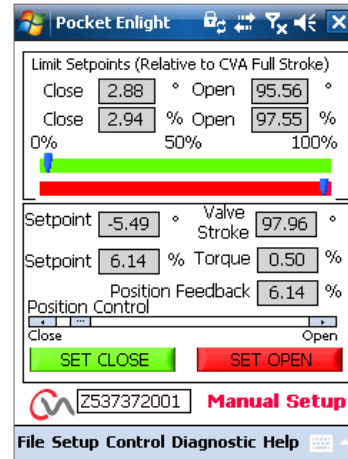 Pocket Enlight
Limit Setpoints (Relative to CVA Full Stroke)
Close 2.88 ° Open 95.56 °
Close 2.94 % Open 97.55 %
0% 50% 100%
Setpoint -5.49 ° Valve Stroke 97.96 °
Setpoint 6.14 % Torque 0.50 %
Position Feedback 6.14 %
Position Control
Close Open
SET CLOSE SET OPEN
CVA Z537372001 Manual Setup
File Setup Control Diagnostic Help